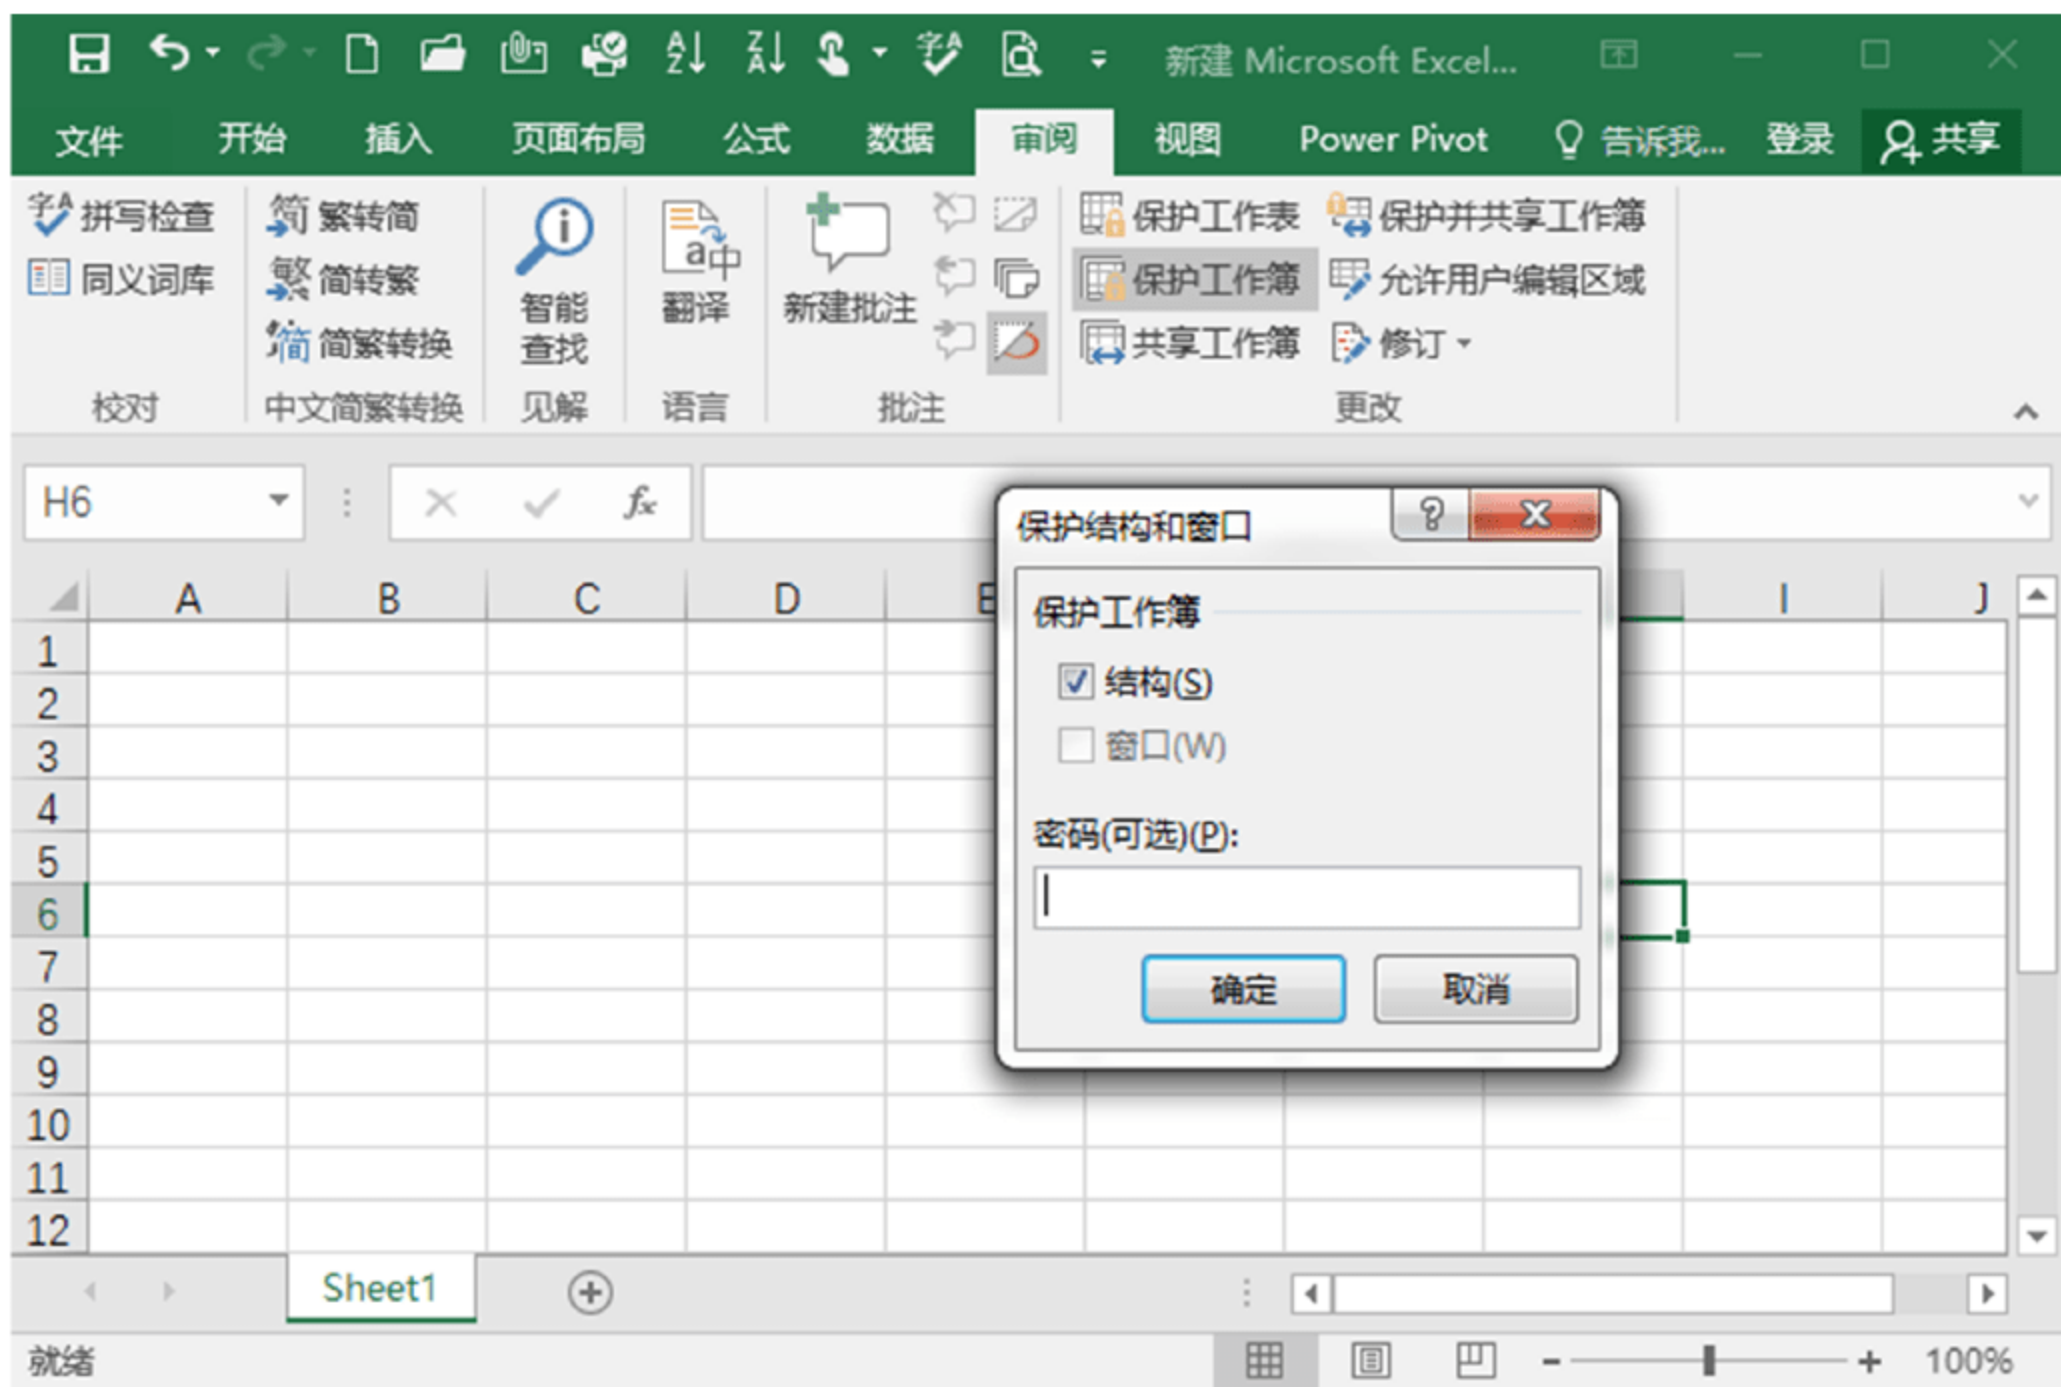 新建 Microsoft Excel...
文件 开始 插入 页面布局 公式 数据 审阅 视图 Power Pivot 告诉我... 登录 共享
拼写检查 繁转简 保护工作表 保护并共享工作簿
同义词库 简转繁 智能查找 翻译 新建批注 保护工作簿 允许用户编辑区域
简繁转换 共享工作簿 修订
校对 中文简繁转换 见解 语言 批注 更改
H6 fx
保护结构和窗口
A B C D E I J
保护工作簿
结构(S)
窗口(W)
密码(可选)(P):
确定 取消
1
2
3
4
5
6
7
8
9
10
11
12
Sheet1
就绪 100%